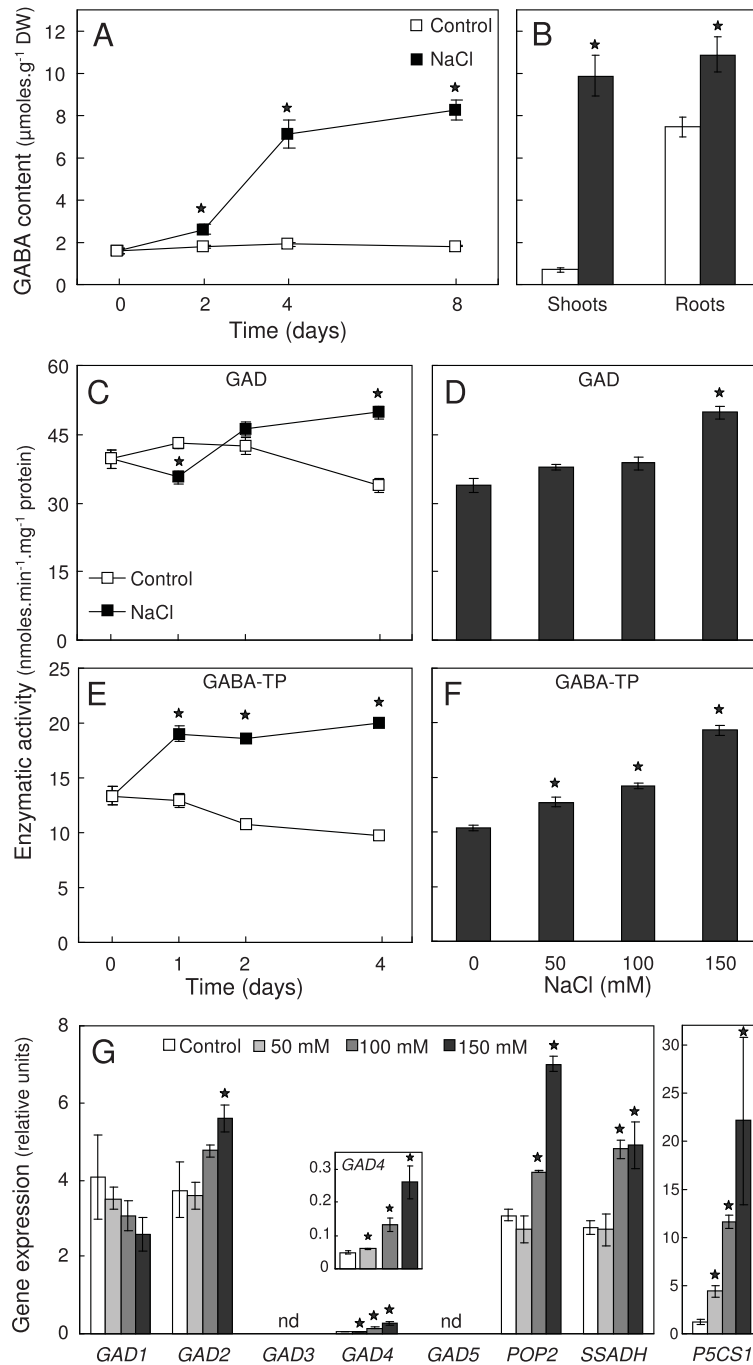 A
Control
NaCl
B
GABA content (µmoles.g⁻¹ DW)
12
10
8
6
4
2
0
0 2 4 8
Time (days)
Shoots Roots
C
GAD
D
GAD
60
45
30
15
0
Control
NaCl
Enzymatic activity (nmoles.min⁻¹.mg⁻¹ protein)
E
GABA-TP
F
GABA-TP
25
20
15
10
5
0
0 1 2 4
Time (days)
0 50 100 150
NaCl (mM)
G
Control 50 mM 100 mM 150 mM
Gene expression (relative units)
8
6
4
2
0
GAD4
0.3
0.2
0.1
0
nd
nd
30
25
20
15
10
5
0
GAD1 GAD2 GAD3 GAD4 GAD5 POP2 SSADH P5CS1